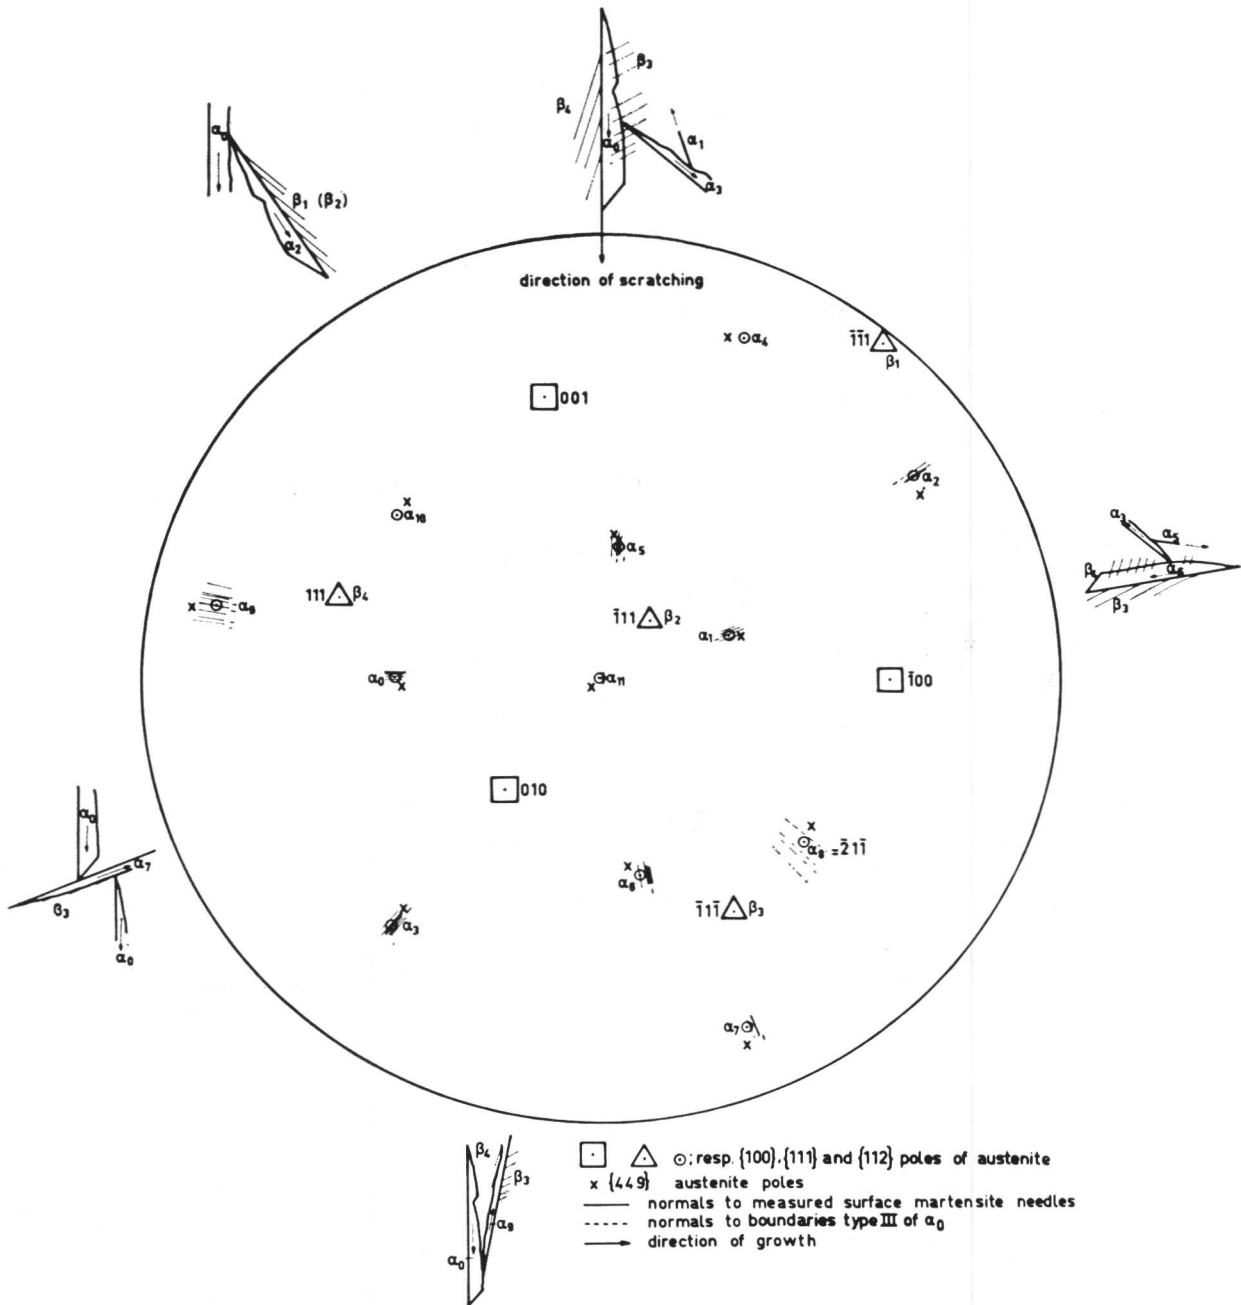 β₃
β₄
α₀
α₁
α₃
α₀
β₁ (β₂)
α₂
direction of scratching
α₄
1̄1̄1
β₁
001
α₂
α₁₀
α₅
α₃
α₅
α₆
β₄
β₃
111 β₄
α₉
1̄11 β₂
α₁
α₀
α₁₁
1̄00
010
α₀
α₇
β₃
α₀
α₈ = 2̄11̄
α₆
1̄11̄ β₃
α₃
α₇
β₄
β₃
α₉
α₀
⊙; resp. {100}, {111} and {112} poles of austenite
x {449} austenite poles
normals to measured surface martensite needles
normals to boundaries type III of α₀
direction of growth